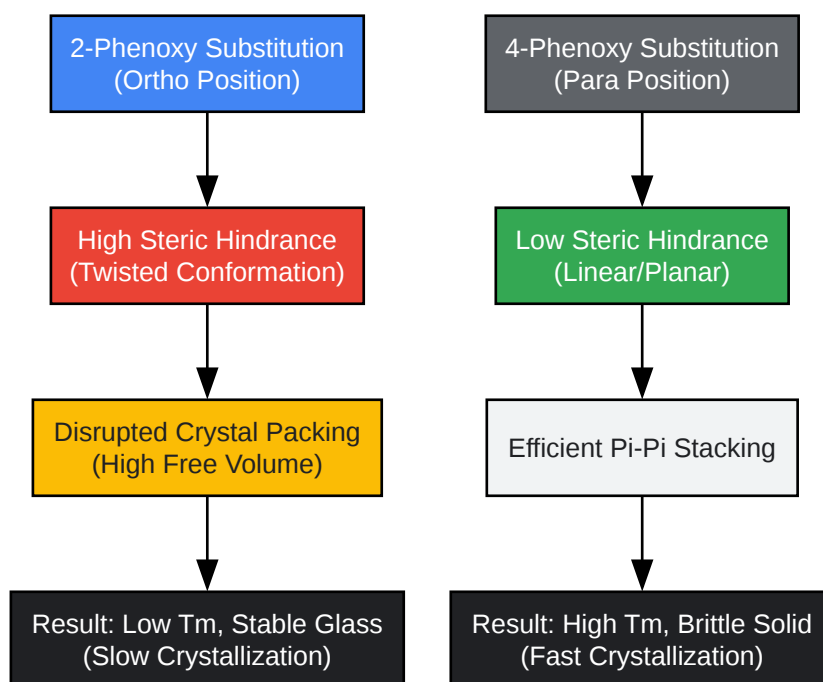 2-Phenoxy Substitution
(Ortho Position)
High Steric Hindrance
(Twisted Conformation)
Disrupted Crystal Packing
(High Free Volume)
Result: Low Tm, Stable Glass
(Slow Crystallization)
4-Phenoxy Substitution
(Para Position)
Low Steric Hindrance
(Linear/Planar)
Efficient Pi-Pi Stacking
Result: High Tm, Brittle Solid
(Fast Crystallization)